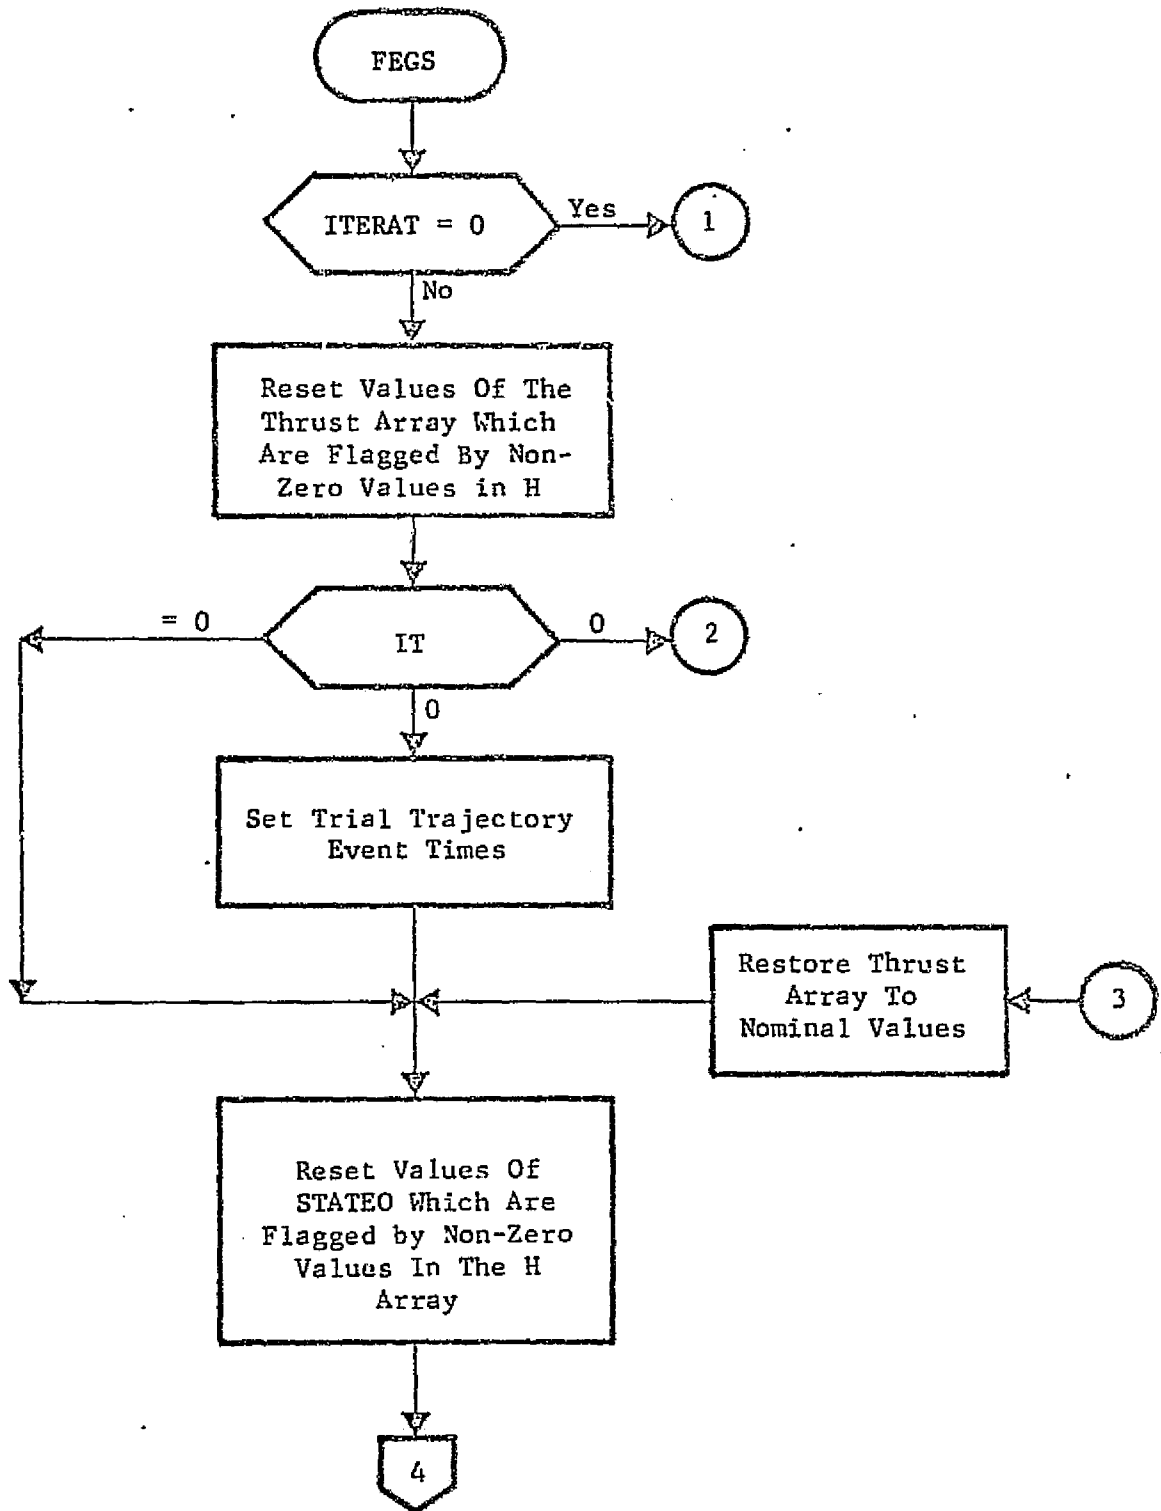 FEGS
ITERAT = 0
Yes
1
No
Reset Values Of The
Thrust Array Which
Are Flagged By Non-
Zero Values in H
= 0
IT
0
2
0
Set Trial Trajectory
Event Times
Restore Thrust
Array To
Nominal Values
3
Reset Values Of
STATEO Which Are
Flagged by Non-Zero
Values In The H
Array
4